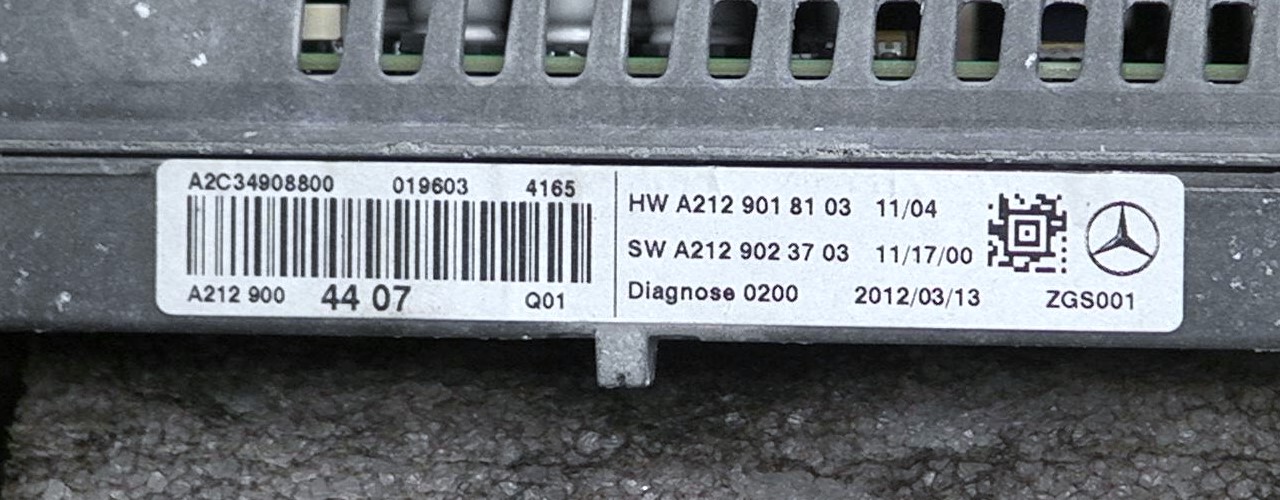 A2C34908800 019603 4165
A212 900 44 07 Q01
HW A212 901 81 03 11/04
SW A212 902 37 03 11/17/00
Diagnose 0200 2012/03/13 ZGS001